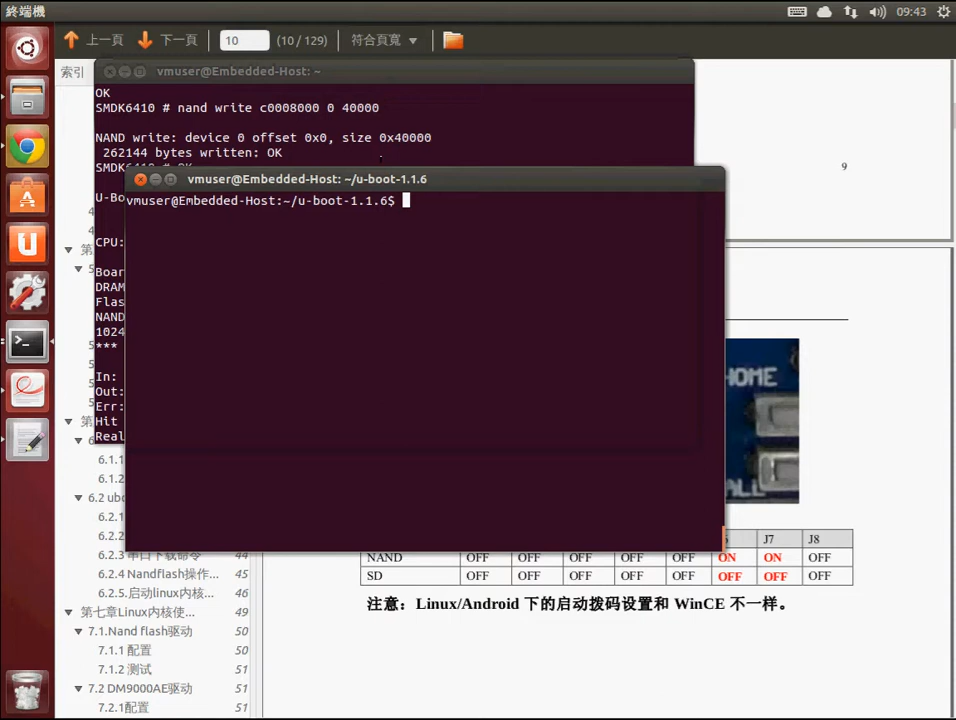 終端機
09:43
上一頁
下一頁
10
(10 / 129)
符合頁寬
索引
vmuser@Embedded-Host: ~
OK
SMDK6410 # nand write c0008000 0 40000
NAND write: device 0 offset 0x0, size 0x40000
262144 bytes written: OK
SMDK6410 # OK
9
vmuser@Embedded-Host: ~/u-boot-1.1.6
U-Bo
vmuser@Embedded-Host:~/u-boot-1.1.6$
4
4
CPU:
第
5
Boar
DRAM
Flas
NAND
1024
***
In:
Out:
Err:
Hit
Real
HOME
第
6
6.1.1
6.1.2
6.2 ubo
6.2.1
6.2.2
J7
J8
6.2.3 串口下载命令 44
NAND OFF OFF OFF OFF OFF ON ON OFF
6.2.4 Nandflash操作... 45
SD OFF OFF OFF OFF OFF OFF OFF OFF
6.2.5.启动linux内核... 46
注意：Linux/Android 下的启动拨码设置和 WinCE 不一样。
第七章Linux内核使... 49
7.1.Nand flash驱动 50
7.1.1 配置 50
7.1.2 测试 51
7.2 DM9000AE驱动 51
7.2.1配置 51